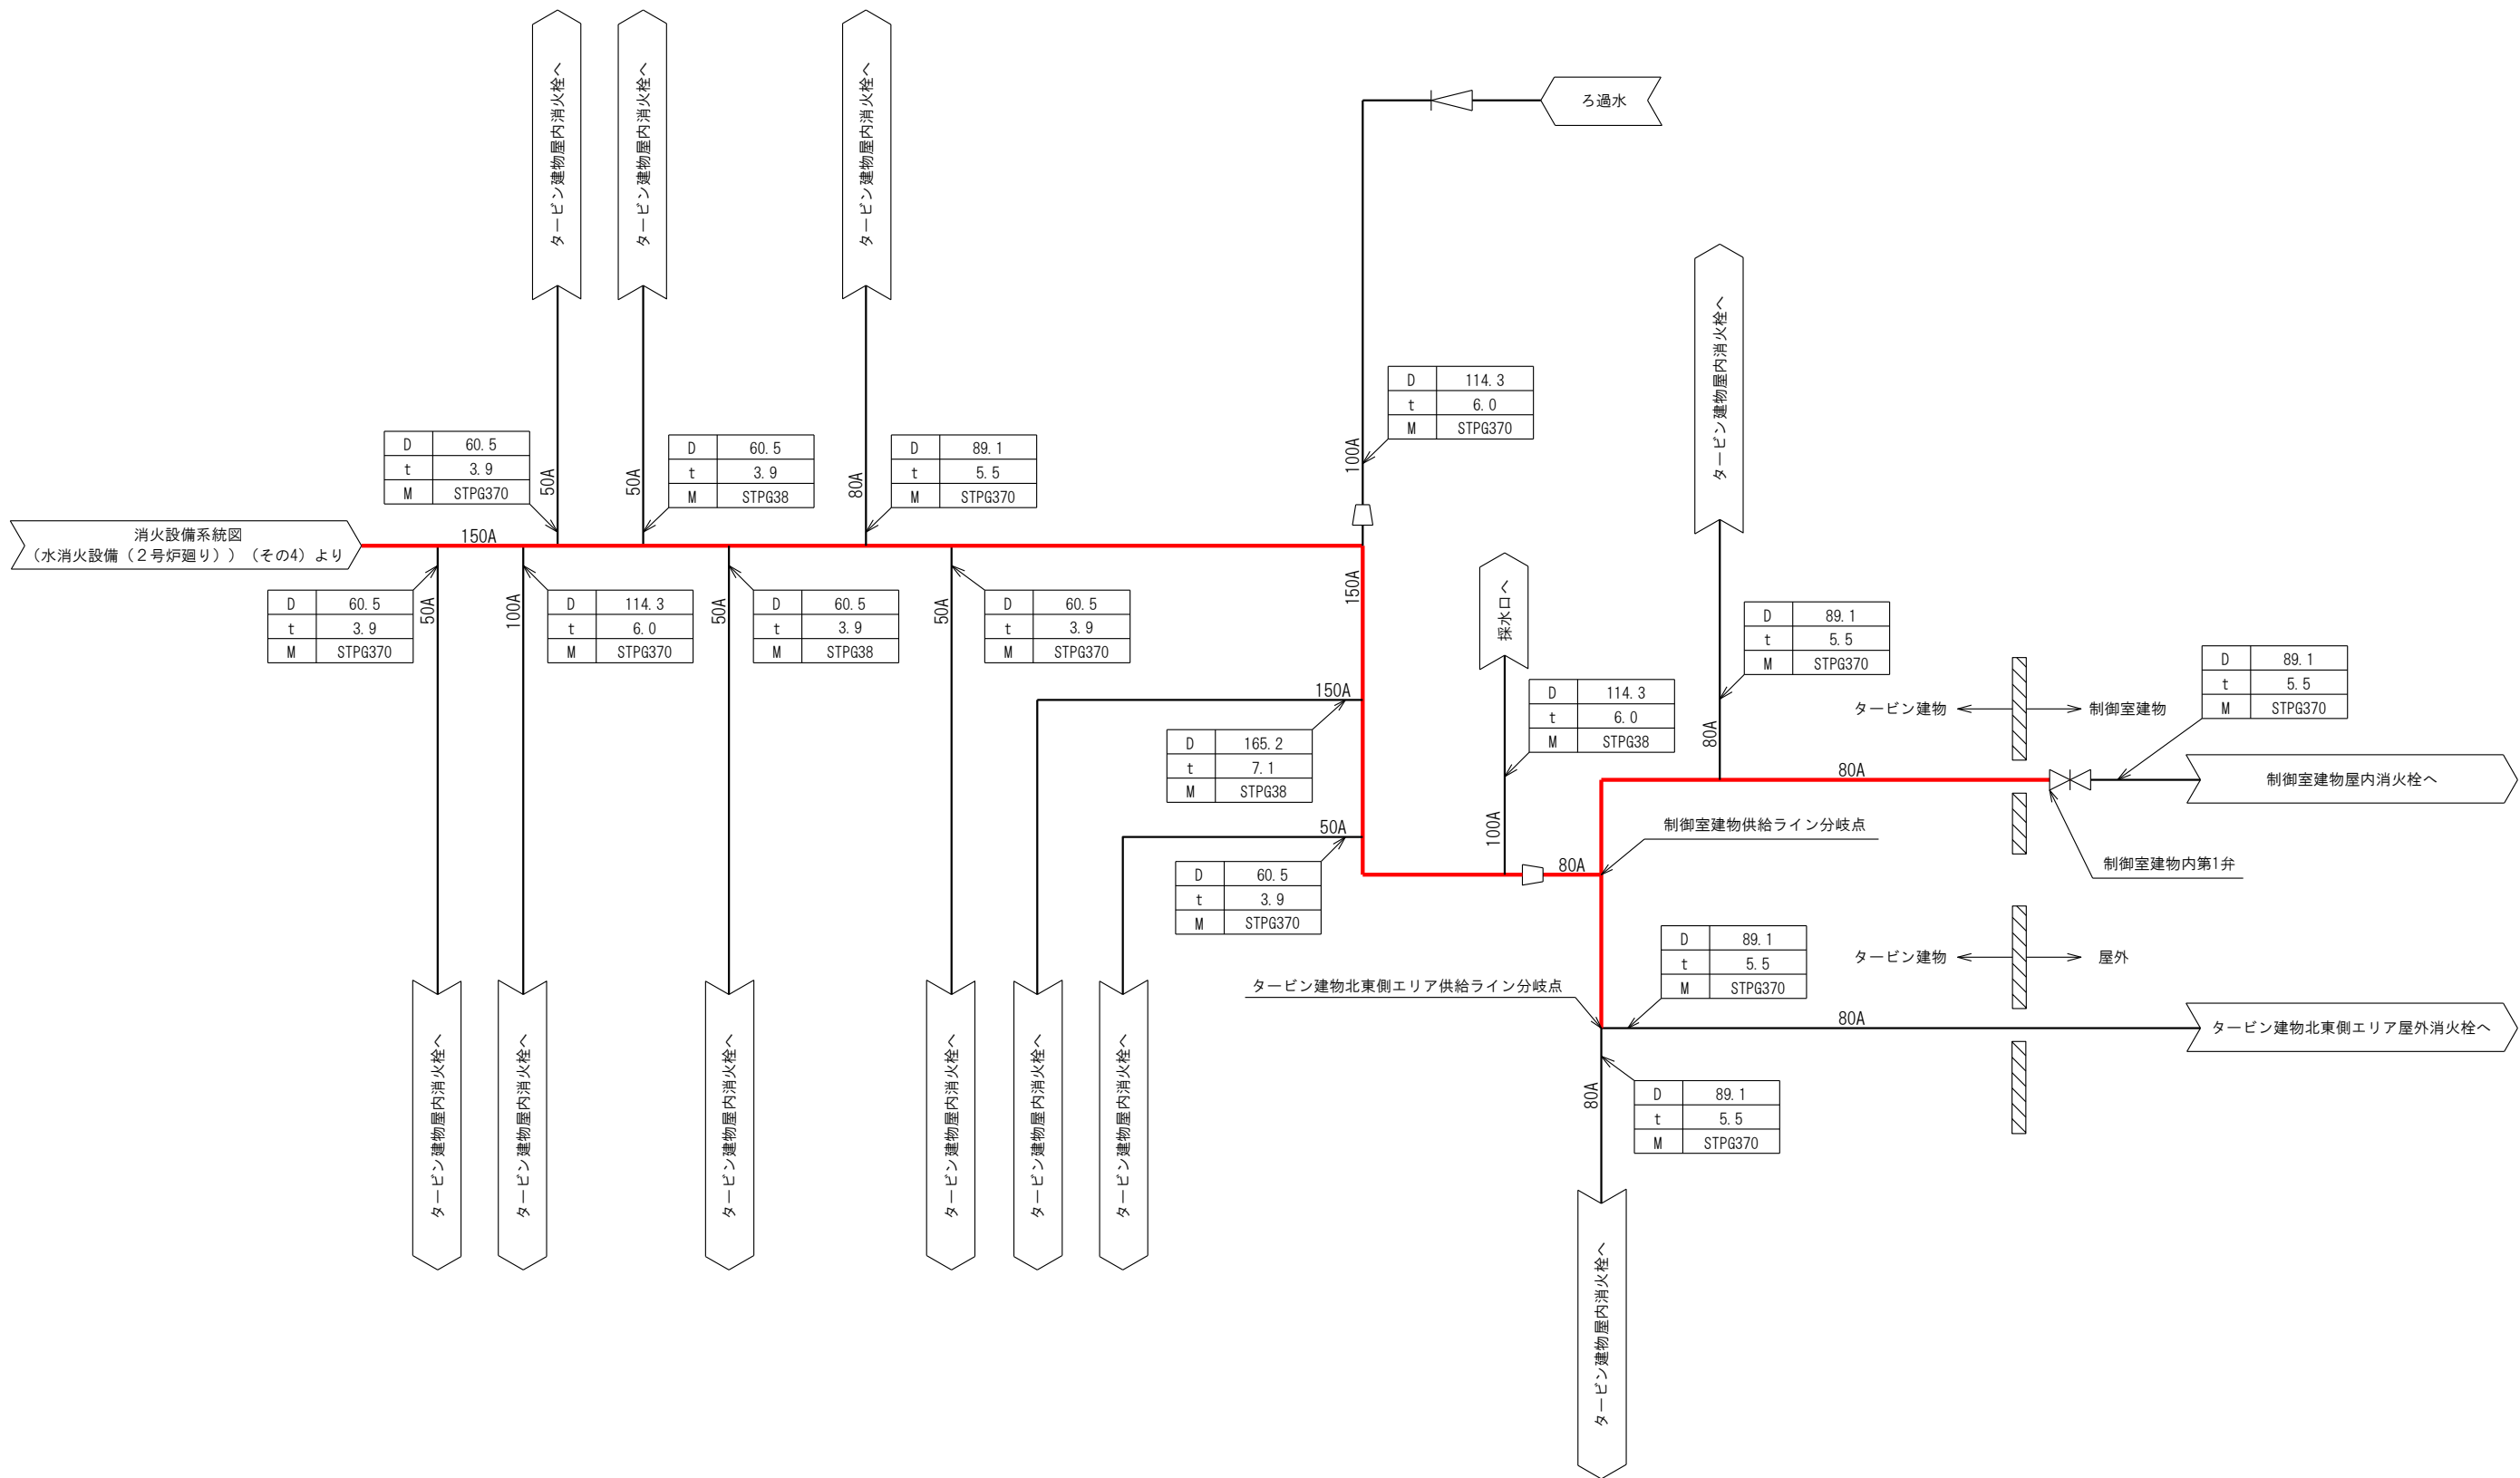 タービン建物屋内消火栓へ
タービン建物屋内消火栓へ
タービン建物屋内消火栓へ
ろ過水
タービン建物屋内消火栓へ
D 114.3
t 6.0
M STPG370
100A
D 60.5
t 3.9
M STPG370
50A
D 60.5
t 3.9
M STPG38
50A
D 89.1
t 5.5
M STPG370
80A
消火設備系統図
（水消火設備（２号炉廻り））（その4）より
150A
150A
D 60.5
t 3.9
M STPG370
50A
D 114.3
t 6.0
M STPG370
100A
D 60.5
t 3.9
M STPG38
50A
D 60.5
t 3.9
M STPG370
50A
採水口へ
D 89.1
t 5.5
M STPG370
80A
D 114.3
t 6.0
M STPG38
100A
150A
D 165.2
t 7.1
M STPG38
50A
D 60.5
t 3.9
M STPG370
タービン建物
制御室建物
D 89.1
t 5.5
M STPG370
80A
制御室建物屋内消火栓へ
制御室建物供給ライン分岐点
制御室建物内第1弁
80A
D 89.1
t 5.5
M STPG370
タービン建物
屋外
タービン建物北東側エリア供給ライン分岐点
80A
タービン建物北東側エリア屋外消火栓へ
D 89.1
t 5.5
M STPG370
80A
タービン建物屋内消火栓へ
タービン建物屋内消火栓へ
タービン建物屋内消火栓へ
タービン建物屋内消火栓へ
タービン建物屋内消火栓へ
タービン建物屋内消火栓へ
タービン建物屋内消火栓へ